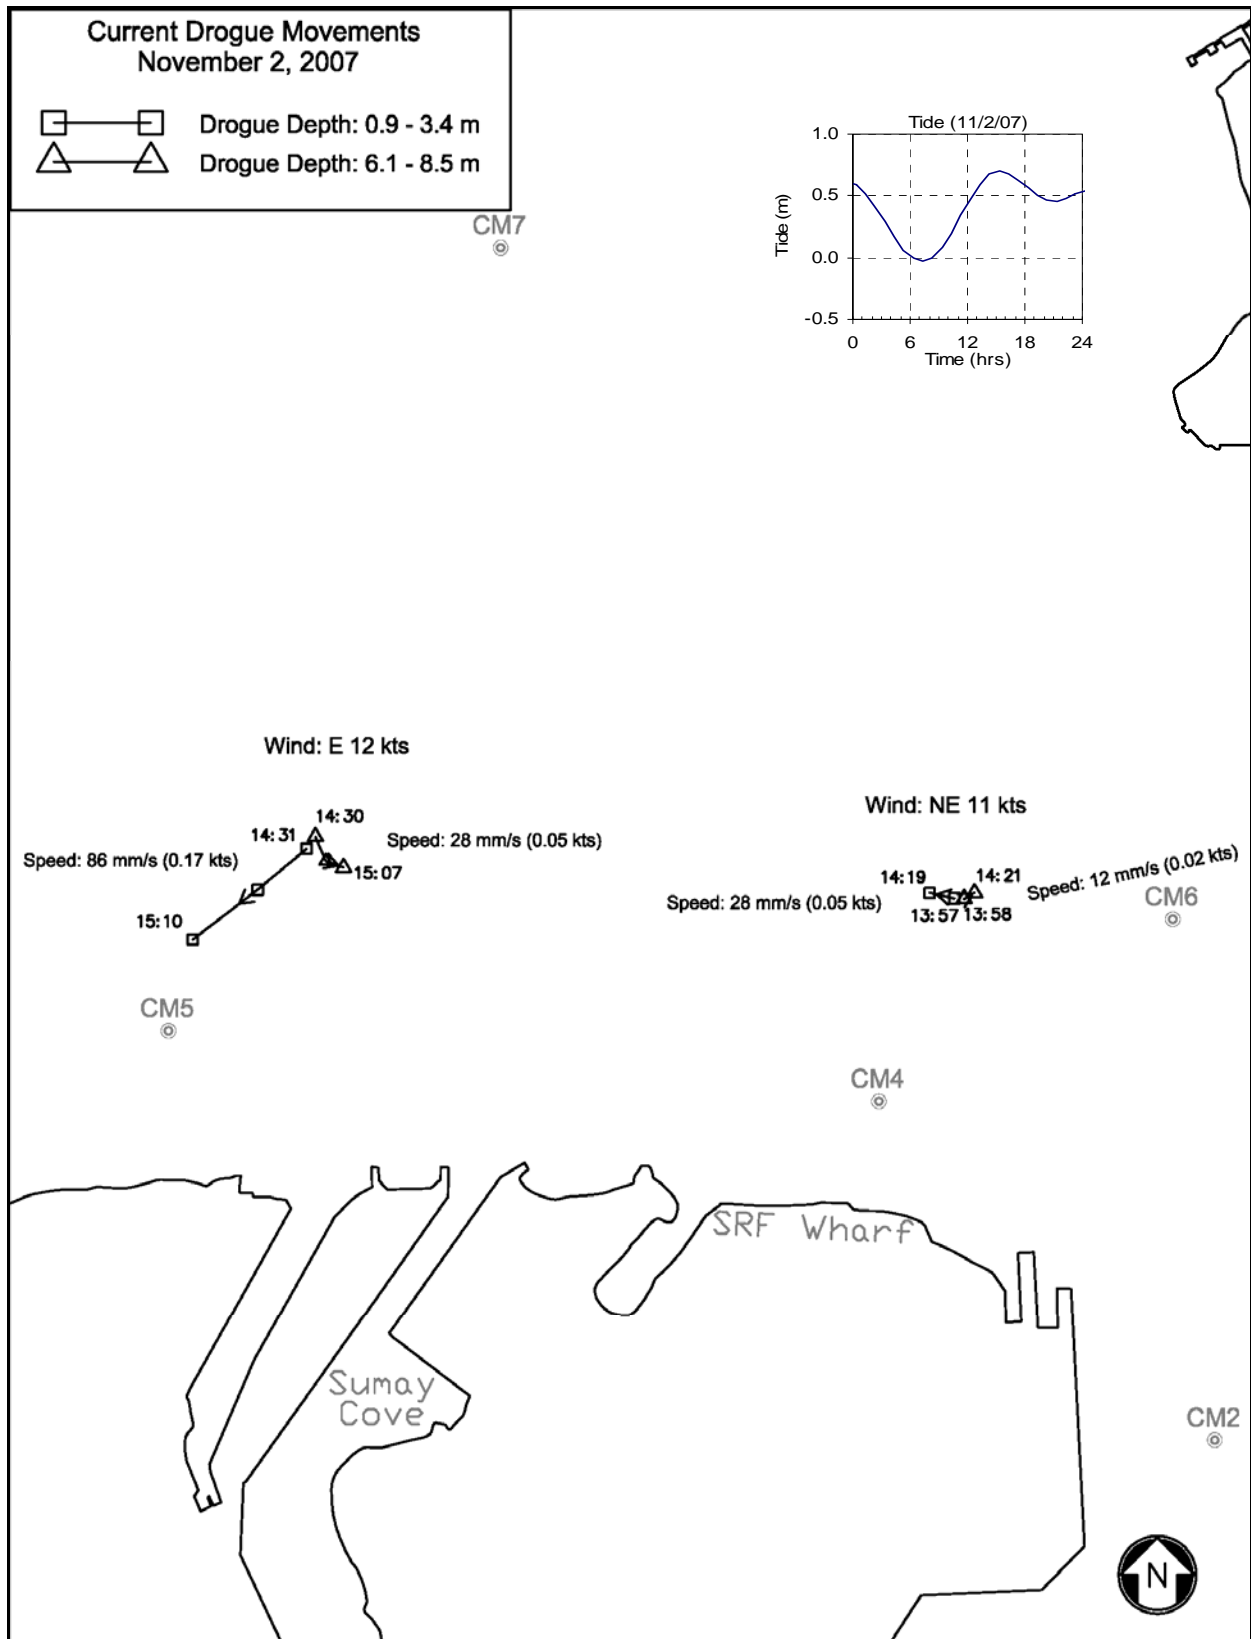 Current Drogue Movements
November 2, 2007
Drogue Depth: 0.9 - 3.4 m
Drogue Depth: 6.1 - 8.5 m
CM7
Tide (11/2/07)
1.0
0.5
0.0
-0.5
Tide (m)
0 6 12 18 24
Time (hrs)
Wind: E 12 kts
14:30
14:31
Speed: 28 mm/s (0.05 kts)
Speed: 86 mm/s (0.17 kts)
15:07
15:10
Wind: NE 11 kts
14:19 14:21
Speed: 12 mm/s (0.02 kts)
Speed: 28 mm/s (0.05 kts)
13:57 13:58
CM6
CM5
CM4
SRF Wharf
Sumay
Cove
CM2
N